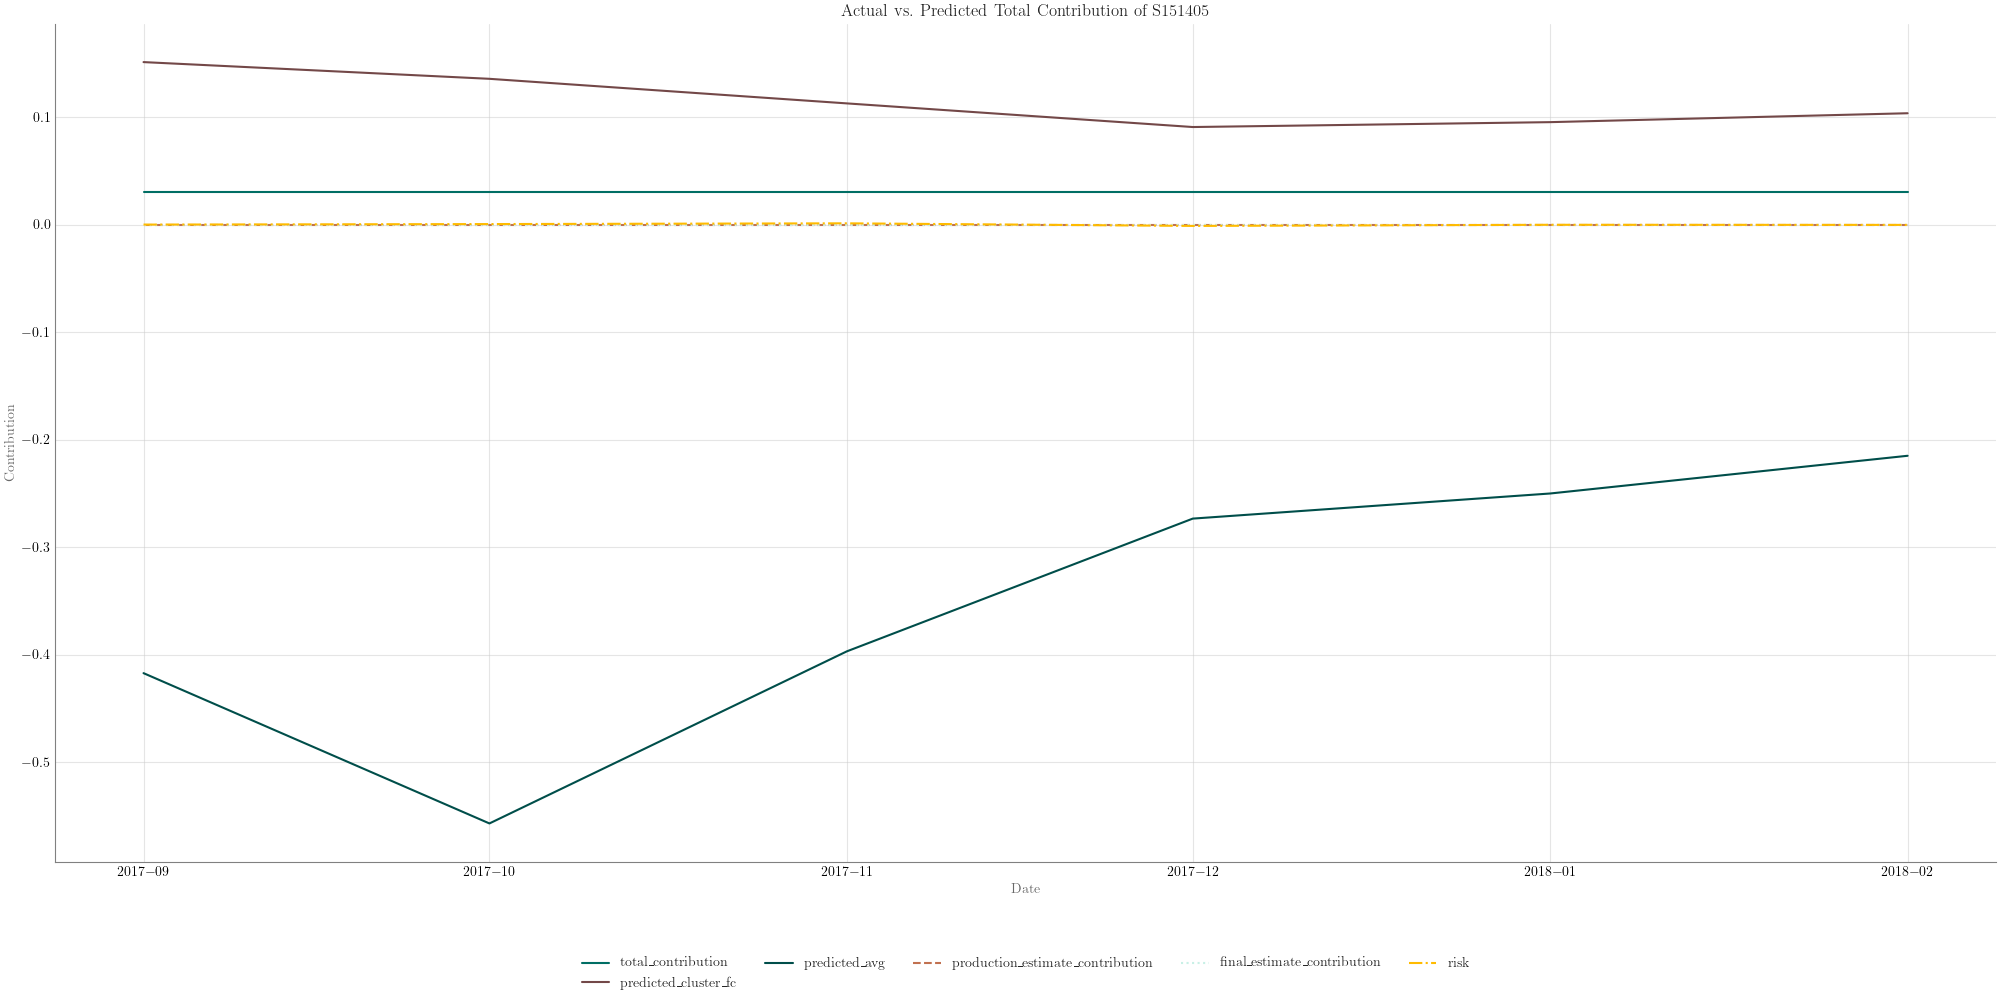 Actual vs. Predicted Total Contribution of S151405
0.1
0.0
−0.1
−0.2
−0.3
−0.4
−0.5
Contribution
2017−09
2017−10
2017−11
2017−12
2018−01
2018−02
Date
total_contribution
predicted_cluster_fc
predicted_avg
production_estimate_contribution
final_estimate_contribution
risk